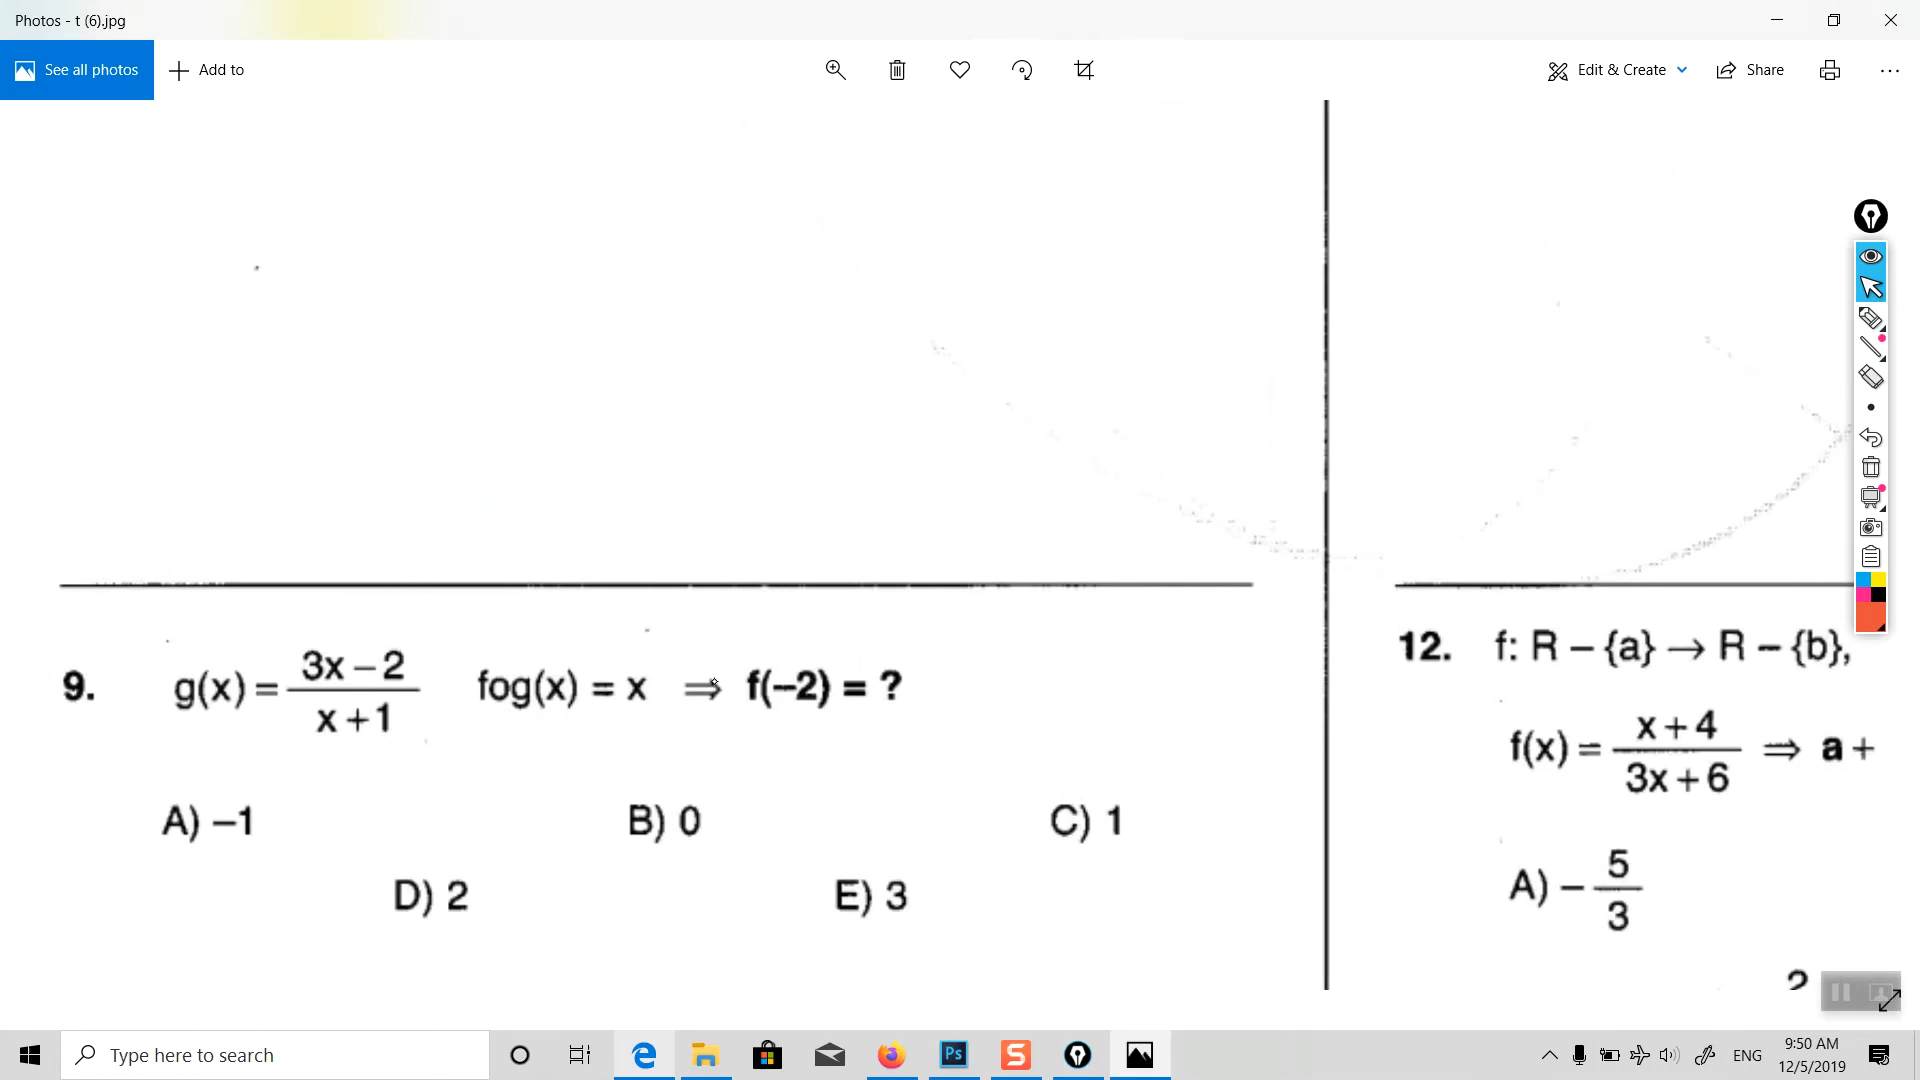 Photos - t (6).jpg
See all photos
Add to
Edit & Create
Share
9. g(x) = (3x − 2)/(x + 1) fog(x) = x ⇒ f(−2) = ?
A) −1 B) 0 C) 1
D) 2 E) 3
12. f: R − {a} → R − {b},
f(x) = (x + 4)/(3x + 6) ⇒ a +
A) − 5/3
Type here to search
Ps
S
ENG
9:50 AM
12/5/2019